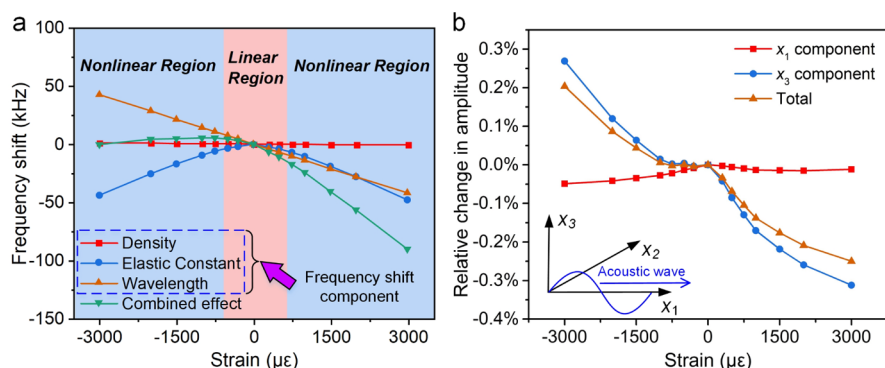 a
Nonlinear Region
Linear Region
Nonlinear Region
Frequency shift (kHz)
100
50
0
-50
-100
-150
Density
Elastic Constant
Wavelength
Combined effect
Frequency shift component
-3000 -1500 0 1500 3000
Strain (µε)
b
Relative change in amplitude
0.3%
0.2%
0.1%
0.0%
-0.1%
-0.2%
-0.3%
-0.4%
x1 component
x3 component
Total
X3
X2
Acoustic wave
X1
-3000 -1500 0 1500 3000
Strain (µε)